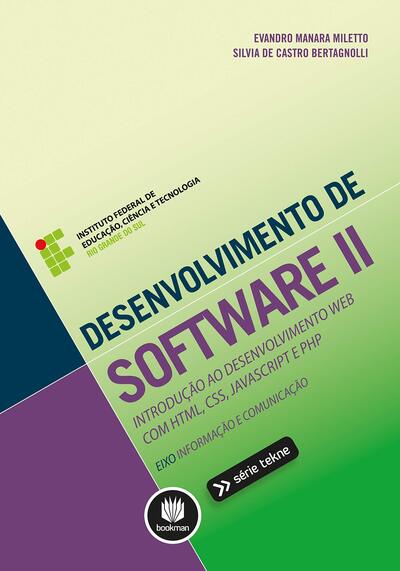 EVANDRO MANARA MILETTO
SILVIA DE CASTRO BERTAGNOLLI
INSTITUTO FEDERAL DE
EDUCAÇÃO, CIÊNCIA E TECNOLOGIA
RIO GRANDE DO SUL
DESENVOLVIMENTO DE
SOFTWARE II
INTRODUÇÃO AO DESENVOLVIMENTO WEB
COM HTML, CSS, JAVASCRIPT E PHP
EIXO INFORMAÇÃO E COMUNICAÇÃO
série tekne
bookman